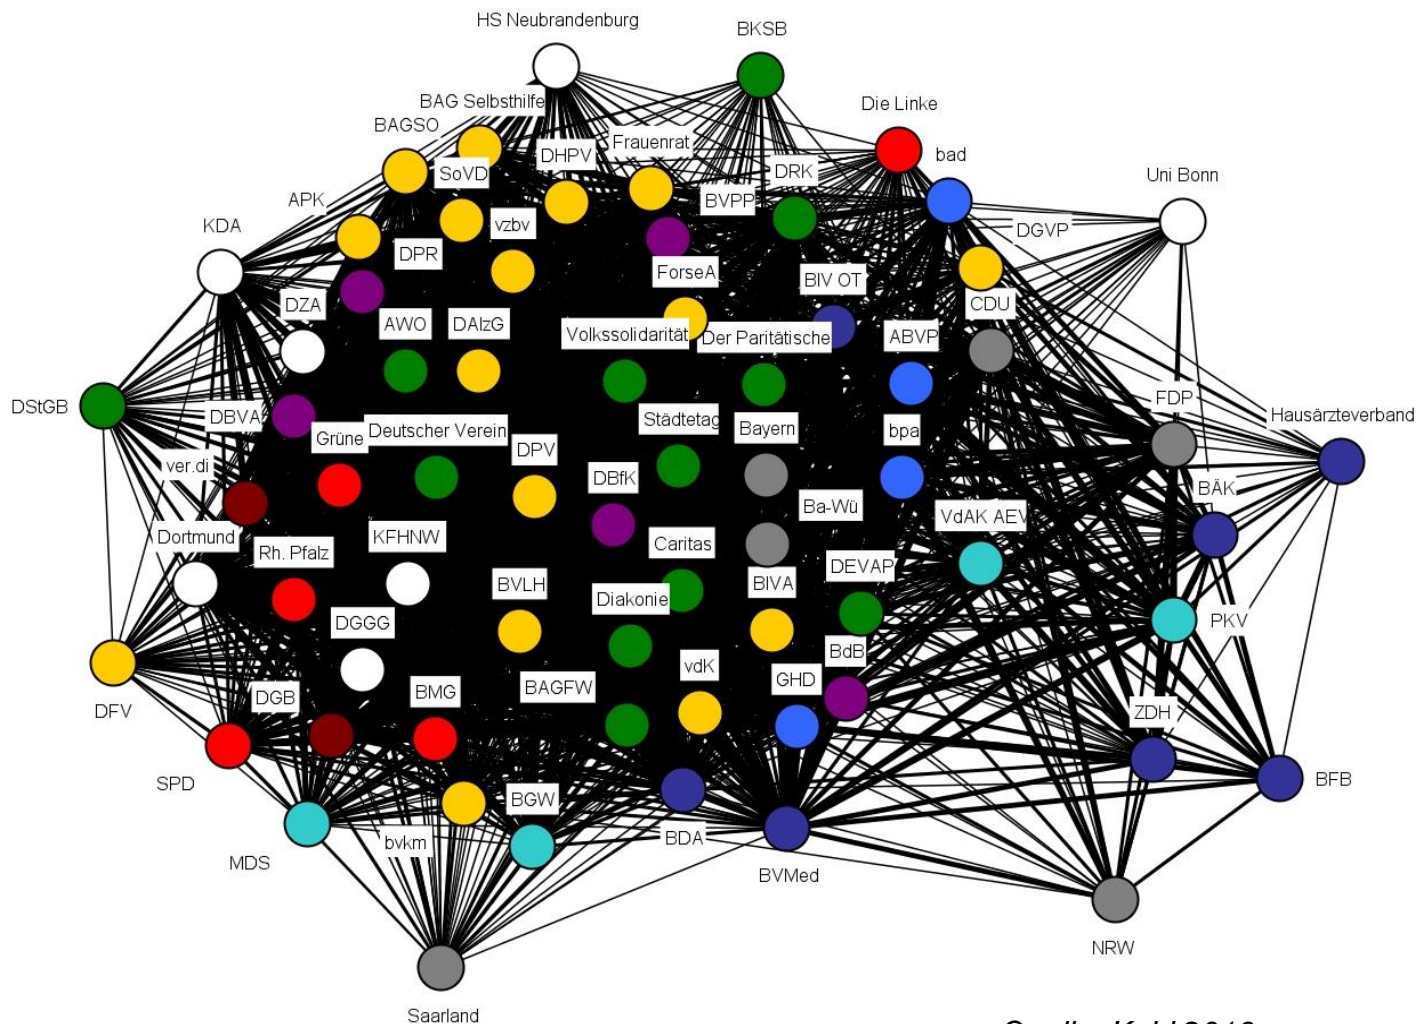 HS Neubrandenburg
BKSB
BAG Selbsthilfe
Die Linke
BAGSO
Frauenrat
DHPV
bad
SoVD
DRK
Uni Bonn
APK
BVPP
vzbv
KDA
DGVP
DPR
ForseA
BIV OT
DZA
CDU
AWO
DAlzG
Volkssolidarität
Der Paritätische
ABVP
FDP
DStGB
DBVA
Hausärzteverband
Grüne
Deutscher Verein
Städtetag
Bayern
bpa
DPV
ver.di
DBfK
BÄK
Ba-Wü
VdAK AEV
Dortmund
KFHNW
Rh. Pfalz
Caritas
DEVAP
BVLH
BIVA
Diakonie
DGGG
PKV
BdB
vdK
GHD
BAGFW
BMG
DGB
DFV
ZDH
SPD
BFB
BGW
BDA
bvkm
MDS
BVMed
NRW
Saarland